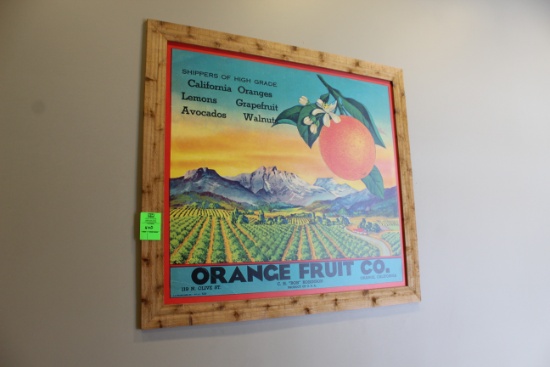 SHIPPERS OF HIGH GRADE
California Oranges
Lemons Grapefruit
Avocados Walnuts
ORANGE FRUIT CO.